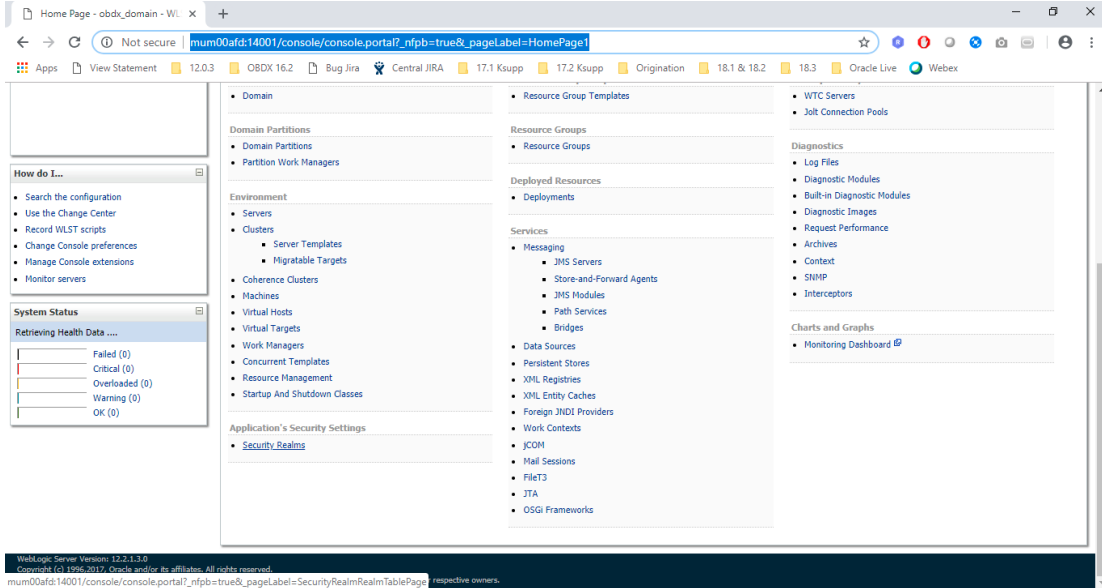 Home Page - obdx_domain - WL
Not secure | mum00afd:14001/console/console.portal?_nfpb=true&_pageLabel=HomePage1
Apps View Statement 12.0.3 OBDX 16.2 Bug Jira Central JIRA 17.1 Ksupp 17.2 Ksupp Origination 18.1 & 18.2 18.3 Oracle Live Webex
How do I...
Search the configuration
Use the Change Center
Record WLST scripts
Change Console preferences
Manage Console extensions
Monitor servers
System Status
Retrieving Health Data ....
Failed (0)
Critical (0)
Overloaded (0)
Warning (0)
OK (0)
Domain
Domain Partitions
Domain Partitions
Partition Work Managers
Environment
Servers
Clusters
Server Templates
Migratable Targets
Coherence Clusters
Machines
Virtual Hosts
Virtual Targets
Work Managers
Concurrent Templates
Resource Management
Startup And Shutdown Classes
Application's Security Settings
Security Realms
Resource Group Templates
Resource Groups
Resource Groups
Deployed Resources
Deployments
Services
Messaging
JMS Servers
Store-and-Forward Agents
JMS Modules
Path Services
Bridges
Data Sources
Persistent Stores
XML Registries
XML Entity Caches
Foreign JNDI Providers
Work Contexts
jCOM
Mail Sessions
FileT3
JTA
OSGi Frameworks
WTC Servers
Jolt Connection Pools
Diagnostics
Log Files
Diagnostic Modules
Built-in Diagnostic Modules
Diagnostic Images
Request Performance
Archives
Context
SNMP
Interceptors
Charts and Graphs
Monitoring Dashboard
WebLogic Server Version: 12.2.1.3.0
Copyright (c) 1996,2017, Oracle and/or its affiliates. All rights reserved.
mum00afd:14001/console/console.portal?_nfpb=true&_pageLabel=SecurityRealmRealmTablePage respective owners.